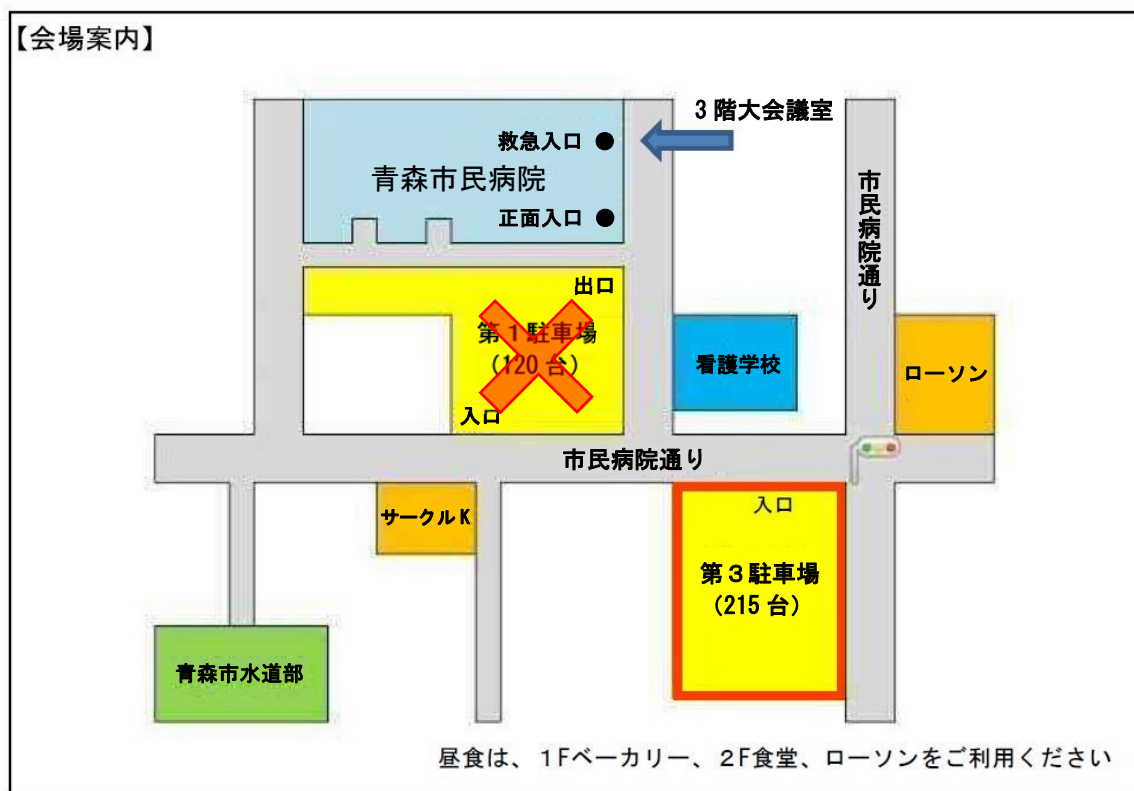 【会場案内】
3階大会議室
救急入口 ●
青森市民病院
正面入口 ●
市民病院通り
出口
第1駐車場
(120台)
入口
看護学校
ローソン
市民病院通り
サークルK
入口
第3駐車場
(215台)
青森市水道部
昼食は、1Fベーカリー、2F食堂、ローソンをご利用ください